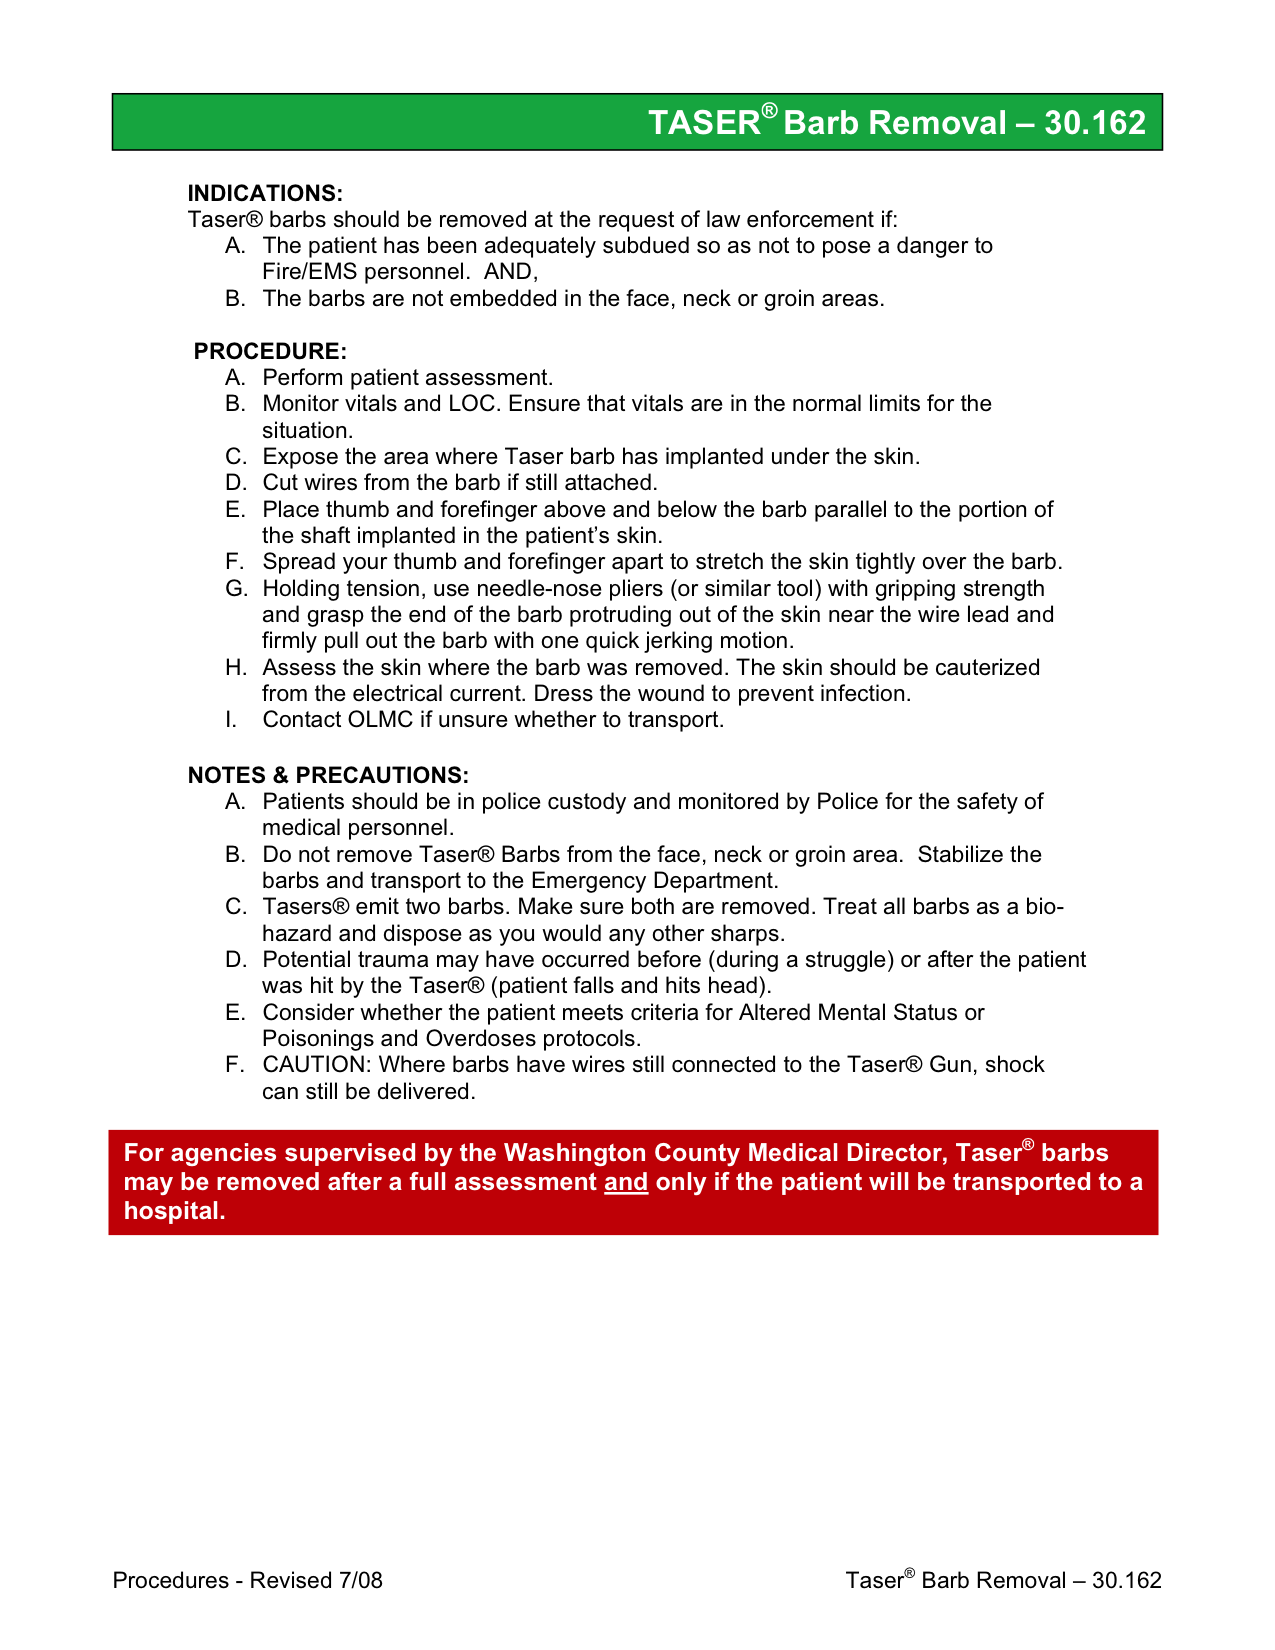 TASER® Barb Removal – 30.162
INDICATIONS:
Taser® barbs should be removed at the request of law enforcement if:
A. The patient has been adequately subdued so as not to pose a danger to
Fire/EMS personnel.  AND,
B. The barbs are not embedded in the face, neck or groin areas.
PROCEDURE:
A. Perform patient assessment.
B. Monitor vitals and LOC. Ensure that vitals are in the normal limits for the
situation.
C. Expose the area where Taser barb has implanted under the skin.
D. Cut wires from the barb if still attached.
E. Place thumb and forefinger above and below the barb parallel to the portion of
the shaft implanted in the patient’s skin.
F. Spread your thumb and forefinger apart to stretch the skin tightly over the barb.
G. Holding tension, use needle-nose pliers (or similar tool) with gripping strength
and grasp the end of the barb protruding out of the skin near the wire lead and
firmly pull out the barb with one quick jerking motion.
H. Assess the skin where the barb was removed. The skin should be cauterized
from the electrical current. Dress the wound to prevent infection.
I. Contact OLMC if unsure whether to transport.
NOTES & PRECAUTIONS:
A. Patients should be in police custody and monitored by Police for the safety of
medical personnel.
B. Do not remove Taser® Barbs from the face, neck or groin area.  Stabilize the
barbs and transport to the Emergency Department.
C. Tasers® emit two barbs. Make sure both are removed. Treat all barbs as a bio-
hazard and dispose as you would any other sharps.
D. Potential trauma may have occurred before (during a struggle) or after the patient
was hit by the Taser® (patient falls and hits head).
E. Consider whether the patient meets criteria for Altered Mental Status or
Poisonings and Overdoses protocols.
F. CAUTION: Where barbs have wires still connected to the Taser® Gun, shock
can still be delivered.
For agencies supervised by the Washington County Medical Director, Taser® barbs
may be removed after a full assessment and only if the patient will be transported to a
hospital.
Procedures - Revised 7/08
Taser® Barb Removal – 30.162